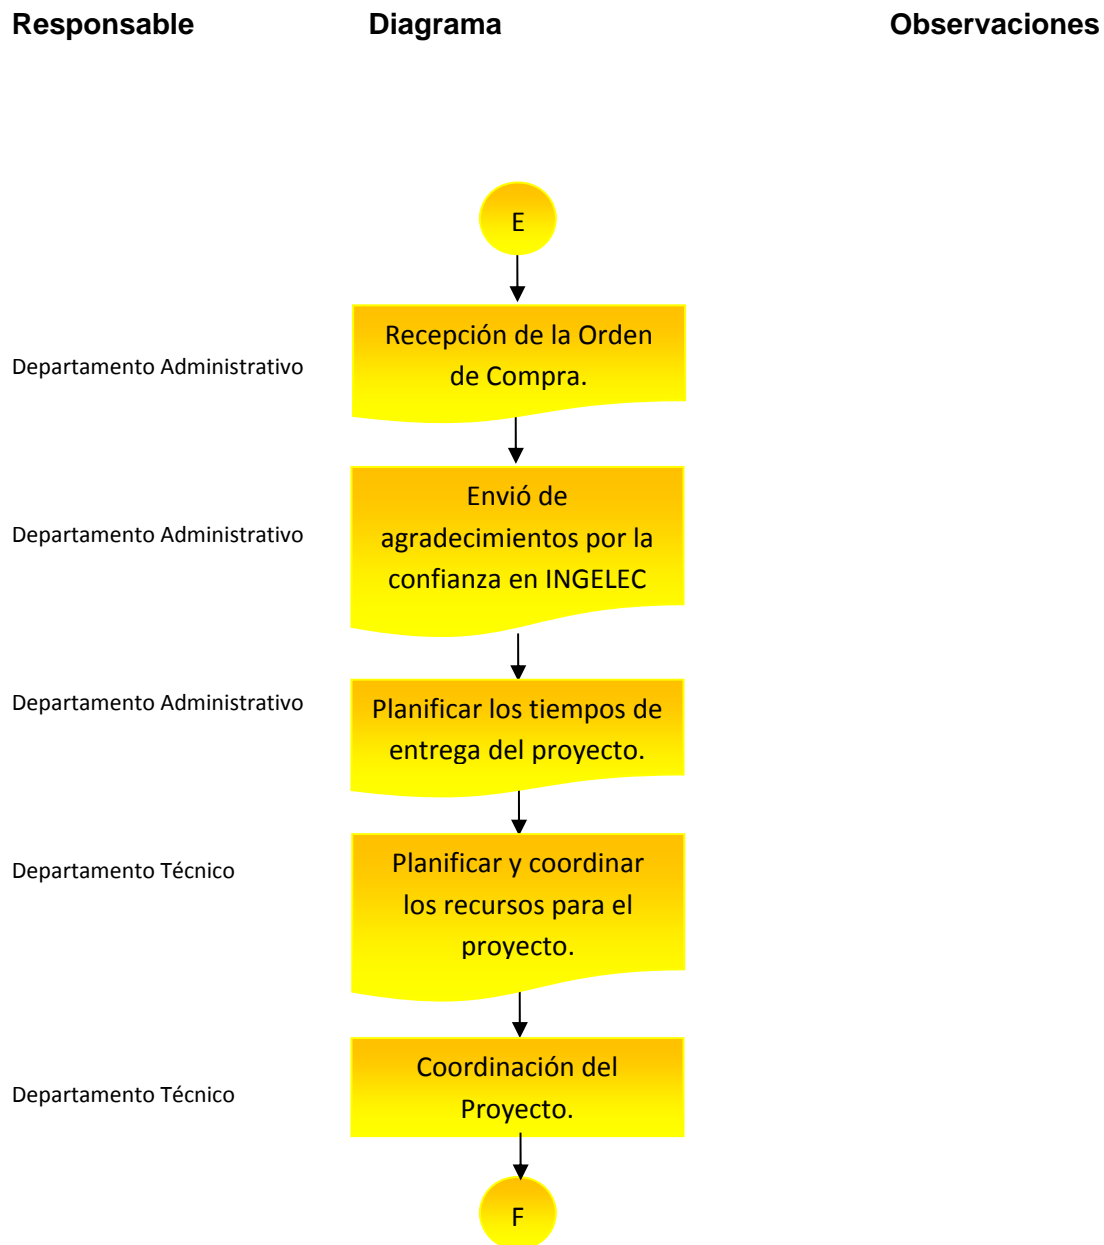 Responsable Diagrama Observaciones
E
Departamento Administrativo
Recepción de la Orden
de Compra.
Departamento Administrativo
Envió de
agradecimientos por la
confianza en INGELEC
Departamento Administrativo
Planificar los tiempos de
entrega del proyecto.
Departamento Técnico
Planificar y coordinar
los recursos para el
proyecto.
Departamento Técnico
Coordinación del
Proyecto.
F